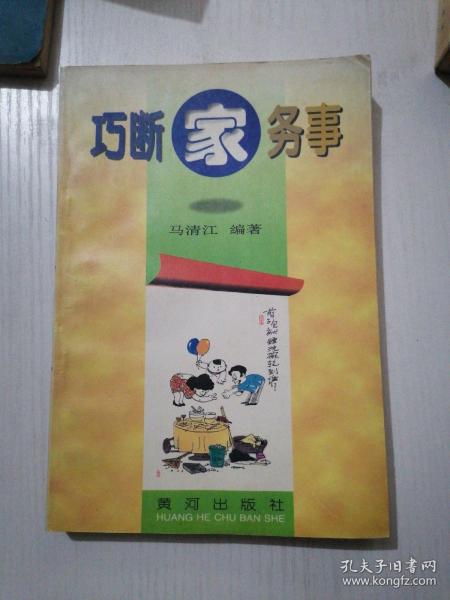 巧断家务事
马清江 编著
黄河出版社
HUANG HE CHU BAN SHE
孔夫子旧书网
www.kongfz.com